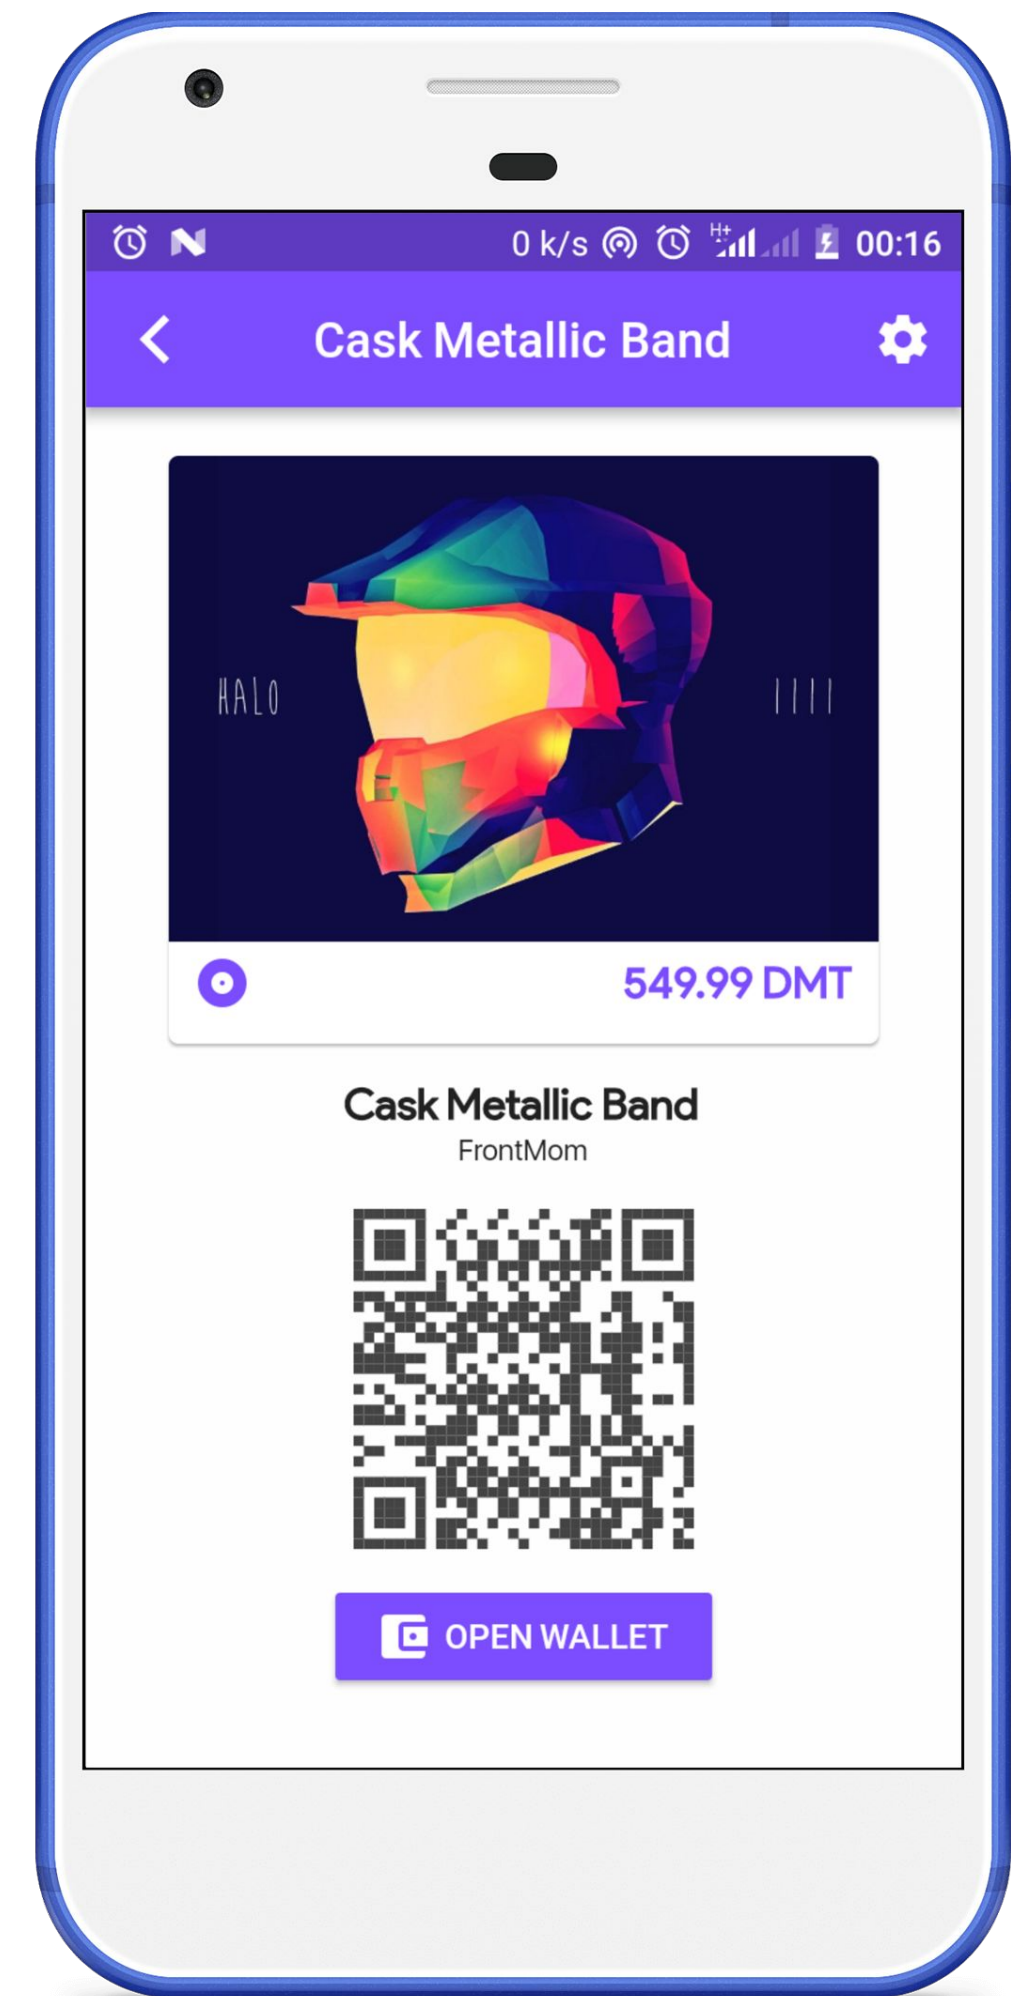 0 k/s H+ 00:16
Cask Metallic Band
HALO IIII
549.99 DMT
Cask Metallic Band
FrontMom
OPEN WALLET